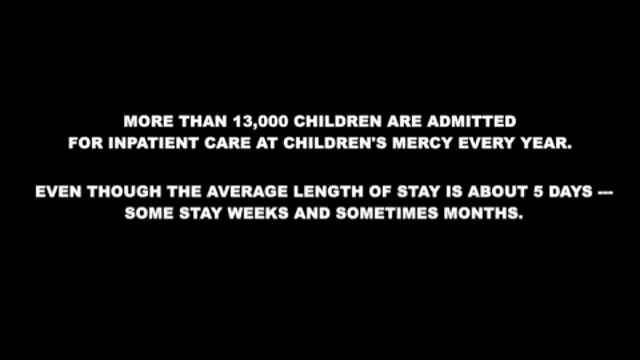 MORE THAN 13,000 CHILDREN ARE ADMITTED
FOR INPATIENT CARE AT CHILDREN'S MERCY EVERY YEAR.
EVEN THOUGH THE AVERAGE LENGTH OF STAY IS ABOUT 5 DAYS ---
SOME STAY WEEKS AND SOMETIMES MONTHS.